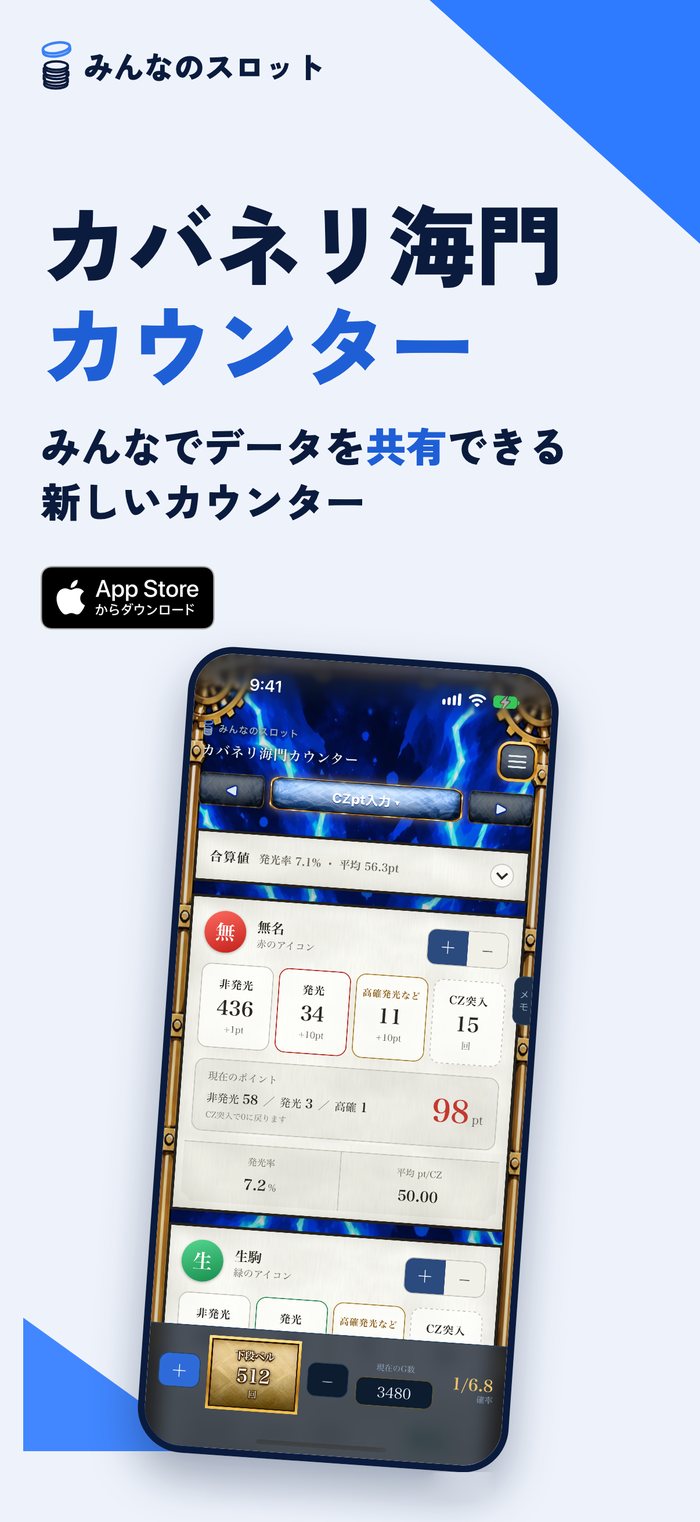 みんなのスロット
カバネリ海門
カウンター
みんなでデータを共有できる
新しいカウンター
App Store
からダウンロード
9:41
みんなのスロット
カバネリ海門カウンター
◀ CZpt入力 ▾ ▶
合算値 発光率 7.1% ・ 平均 56.3pt
無 無名
赤のアイコン
+ −
非発光 発光 高確発光など CZ突入
436 34 11 15
+1pt +10pt +10pt 回
メモ
現在のポイント
非発光 58 ／ 発光 3 ／ 高確 1
CZ突入で0に戻ります
98 pt
発光率 平均 pt/CZ
7.2% 50.00
生 生駒
緑のアイコン
+ −
非発光 発光 高確発光など CZ突入
+ 下段ベル
512
回
−
現在のG数
3480
1/6.8
確率